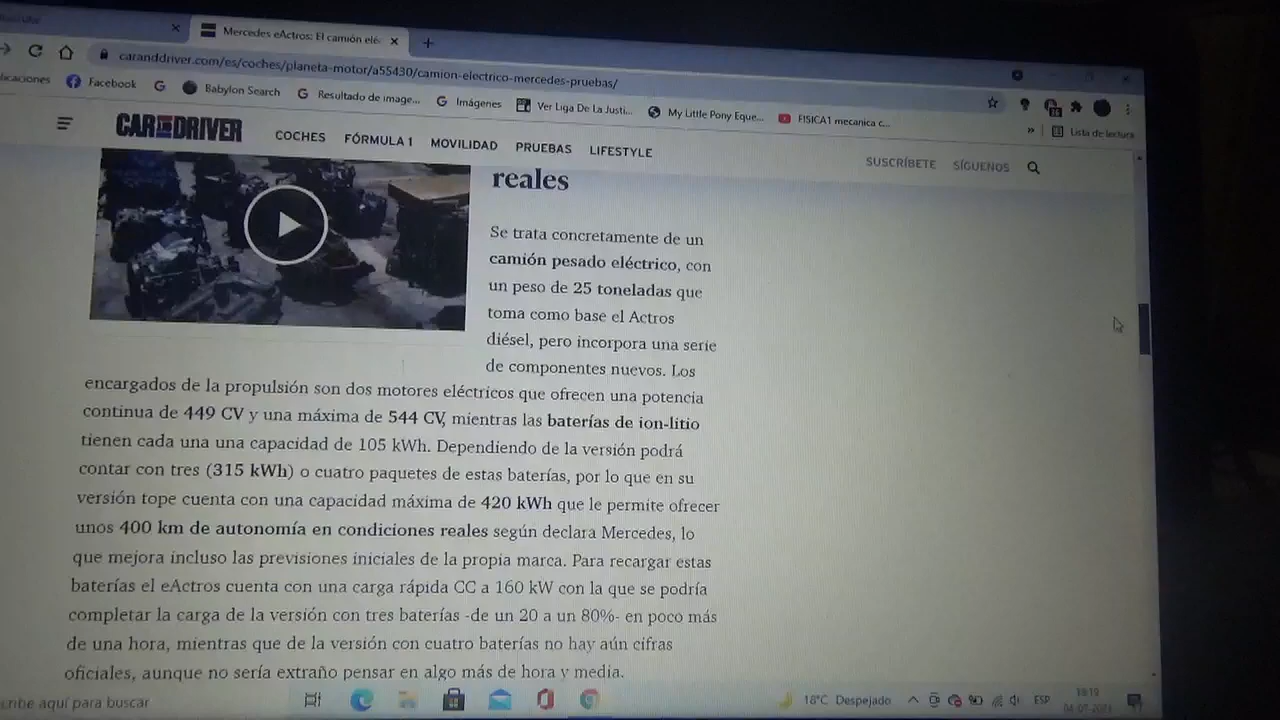 Mercedes eActros: El camión eléc
caranddriver.com/es/coches/planeta-motor/a55430/camion-electrico-mercedes-pruebas/
licaciones Facebook Babylon Search Resultado de image... Imágenes Ver Liga De La Justi... My Little Pony Eque... FISICA1 mecanica c...
» Lista de lectura
CAR AND DRIVER COCHES FÓRMULA 1 MOVILIDAD PRUEBAS LIFESTYLE SUSCRÍBETE SÍGUENOS
reales
Se trata concretamente de un
camión pesado eléctrico, con
un peso de 25 toneladas que
toma como base el Actros
diésel, pero incorpora una serie
de componentes nuevos. Los
encargados de la propulsión son dos motores eléctricos que ofrecen una potencia
continua de 449 CV y una máxima de 544 CV, mientras las baterías de ion-litio
tienen cada una una capacidad de 105 kWh. Dependiendo de la versión podrá
contar con tres (315 kWh) o cuatro paquetes de estas baterías, por lo que en su
versión tope cuenta con una capacidad máxima de 420 kWh que le permite ofrecer
unos 400 km de autonomía en condiciones reales según declara Mercedes, lo
que mejora incluso las previsiones iniciales de la propia marca. Para recargar estas
baterías el eActros cuenta con una carga rápida CC a 160 kW con la que se podría
completar la carga de la versión con tres baterías -de un 20 a un 80%- en poco más
de una hora, mientras que de la versión con cuatro baterías no hay aún cifras
oficiales, aunque no sería extraño pensar en algo más de hora y media.
cribe aquí para buscar 18°C Despejado ESP 18:19
04-07-2021